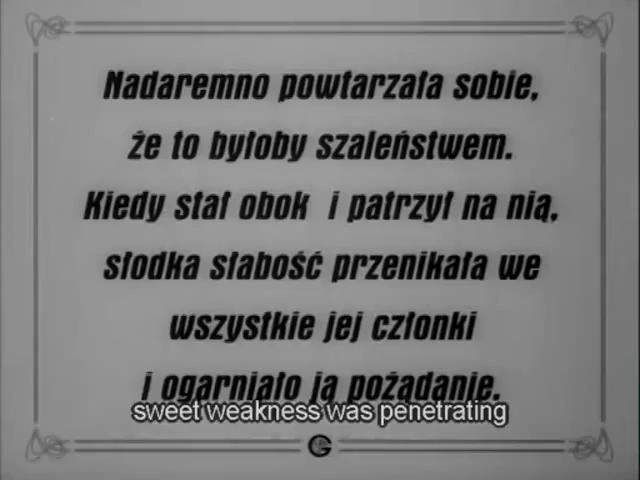 Nadaremno powtarzała sobie,
że to byłoby szaleństwem.
Kiedy stał obok i patrzył na nią,
słodka słabość przenikała we
wszystkie jej członki
i ogarniało ją pożądanie.
sweet weakness was penetrating
G